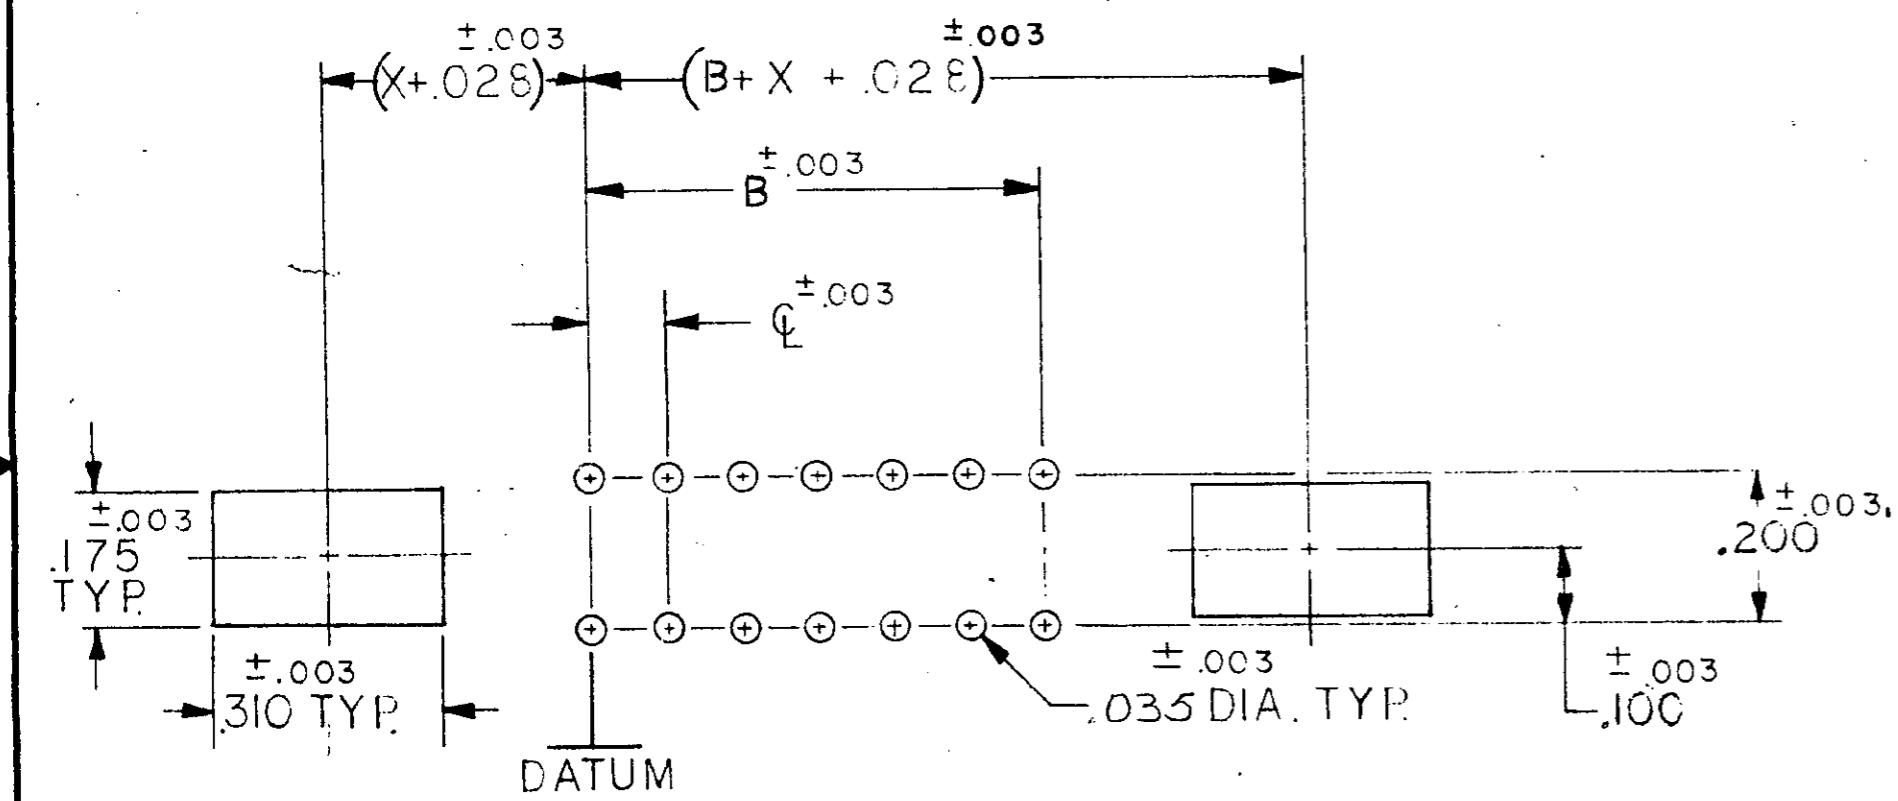 ±.003
(X+.028)
±.003
(B+ X + .028)
±.003
B
±.003
℄
±.003
.175
TYP.
±.003
.200
±.003
.310 TYP.
±.003
.035 DIA. TYP.
±.003
.100
DATUM